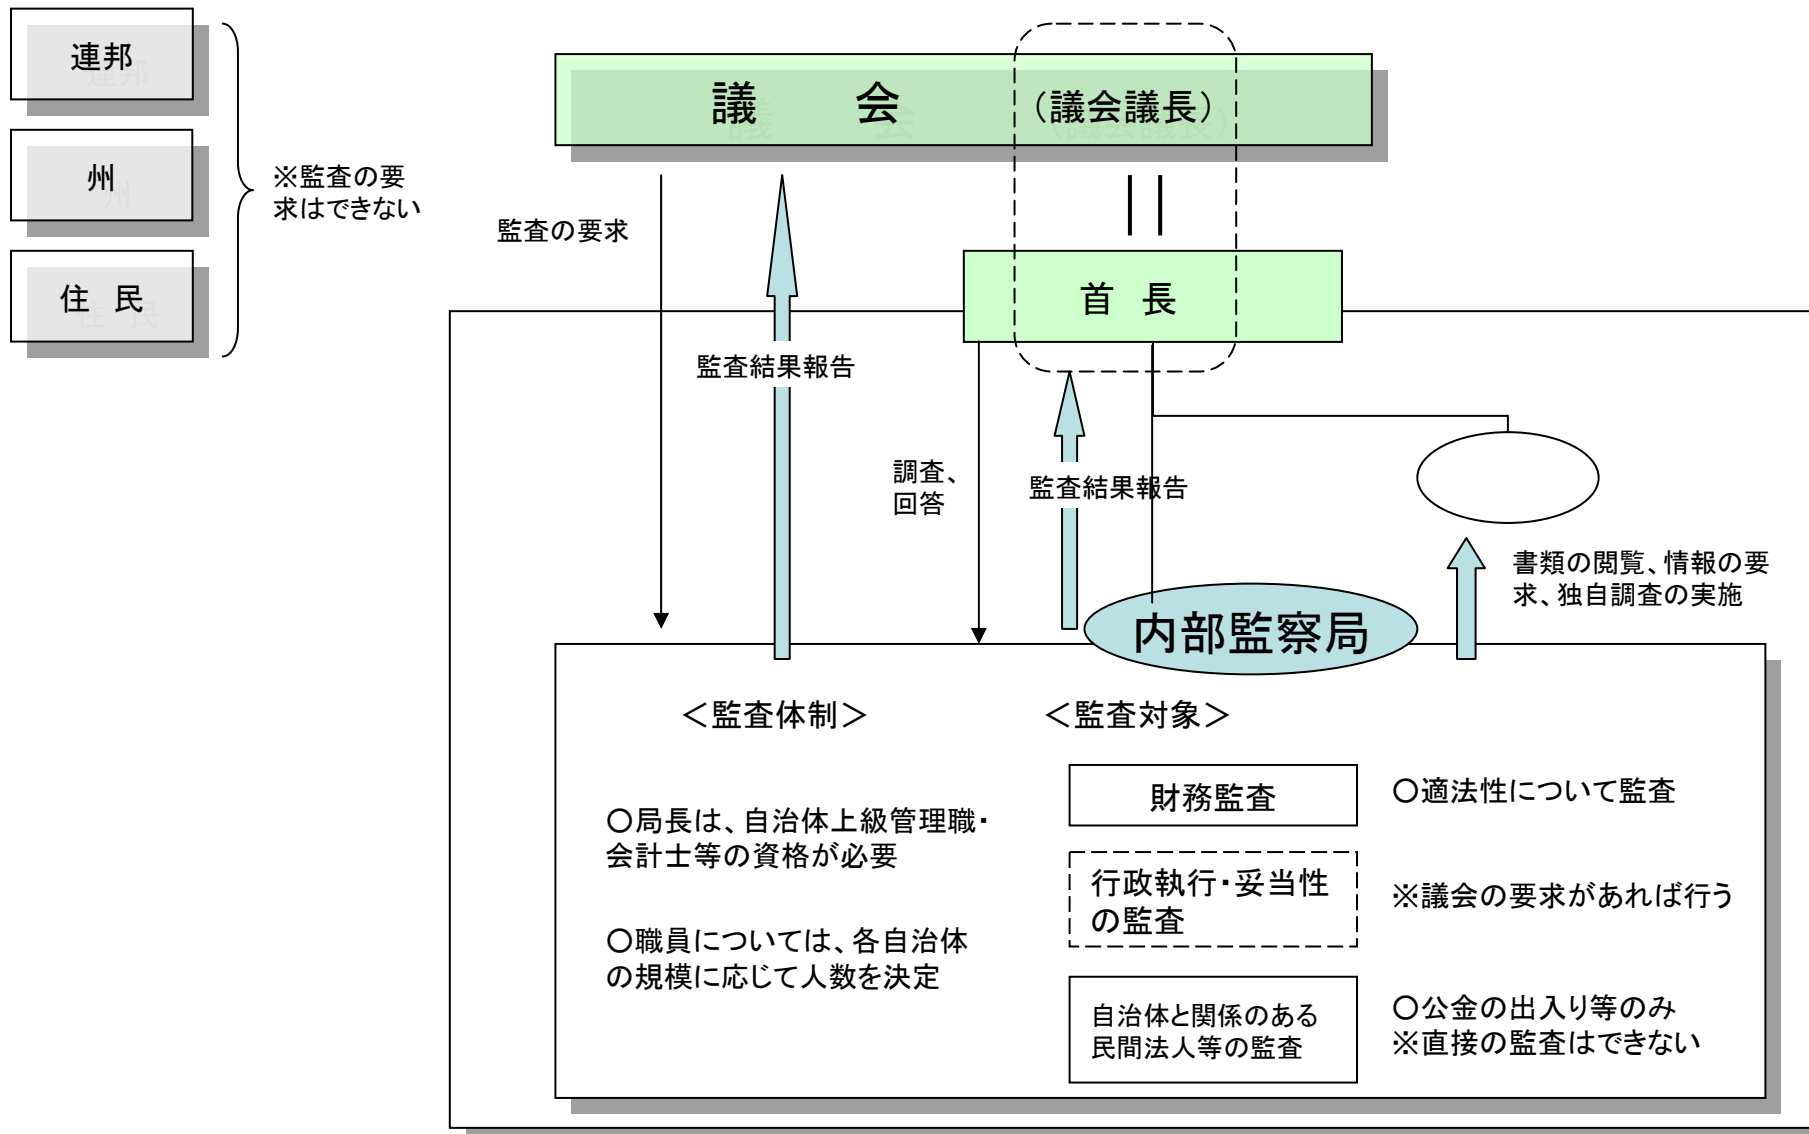 連邦
州
住 民
※監査の要
求はできない
議 会 (議会議長)
監査の要求
首 長
監査結果報告
調査、
回答
監査結果報告
書類の閲覧、情報の要
求、独自調査の実施
内部監察局
＜監査体制＞
〇局長は、自治体上級管理職・
会計士等の資格が必要
〇職員については、各自治体
の規模に応じて人数を決定
＜監査対象＞
財務監査
〇適法性について監査
行政執行・妥当性
の監査
※議会の要求があれば行う
自治体と関係のある
民間法人等の監査
〇公金の出入り等のみ
※直接の監査はできない